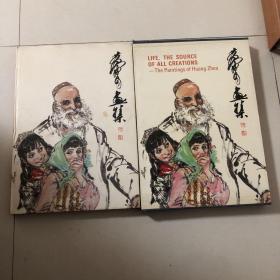 黄胄画集
LIFE, THE SOURCE
OF ALL CREATIONS
—The Paintings of Huang Zhou
黄胄画集